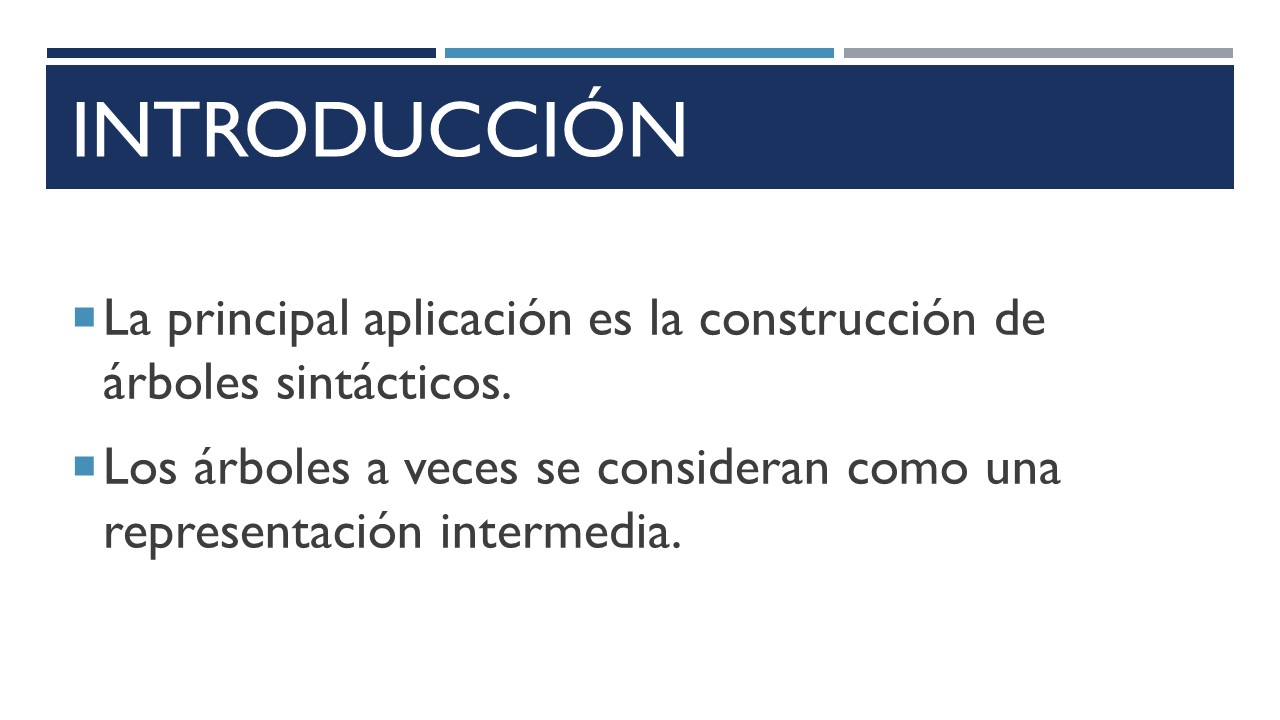 INTRODUCCIÓN
La principal aplicación es la construcción de
árboles sintácticos.
Los árboles a veces se consideran como una
representación intermedia.